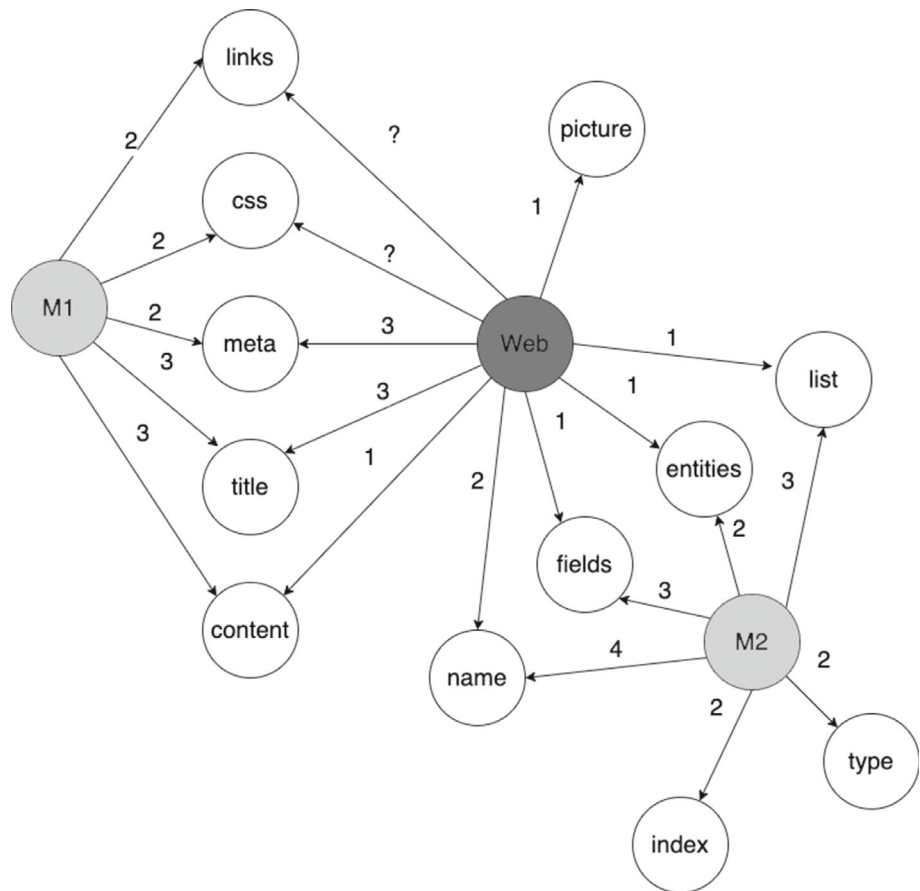 links
picture
?
2
css
1
2
?
M1
2
meta
3
Web
1
list
3
3
1
1
entities
3
title
1
2
3
2
fields
3
content
M2
4
name
2
2
type
index